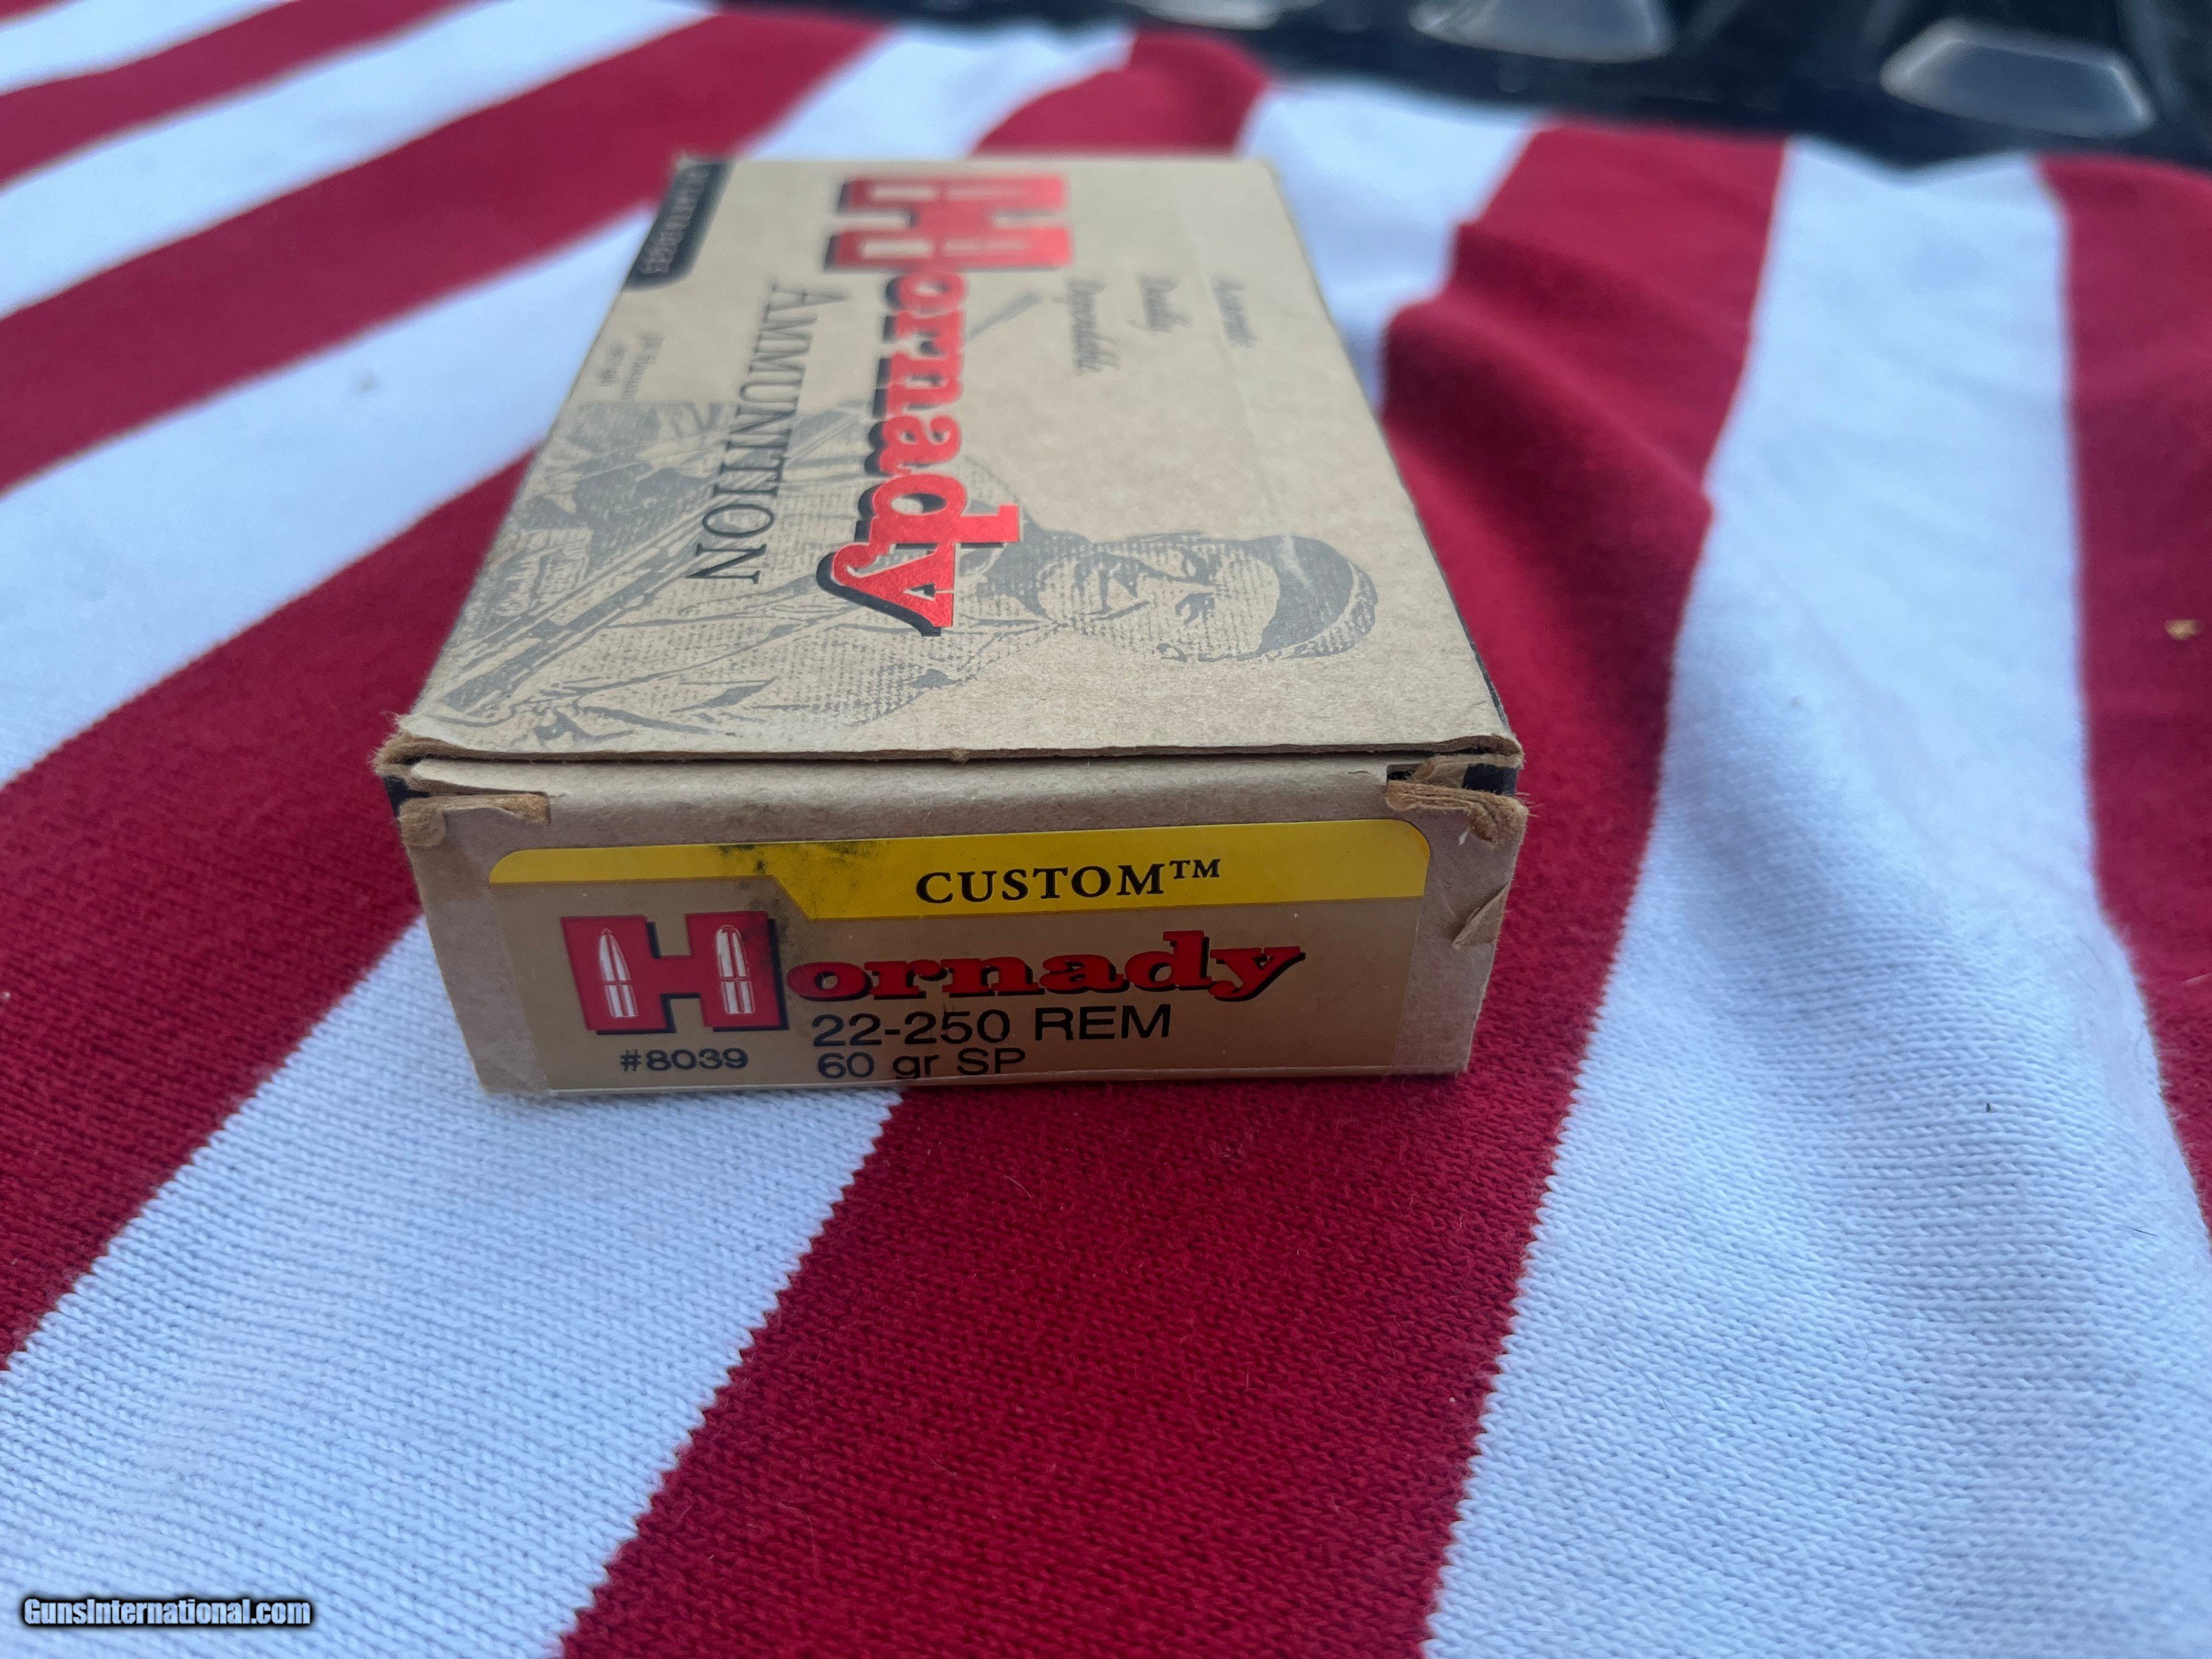 Hornady
AMMUNITION
Accurate
Deadly
Dependable
CUSTOM™
Hornady
22-250 REM
#8039 60 gr SP
GunsInternational.com